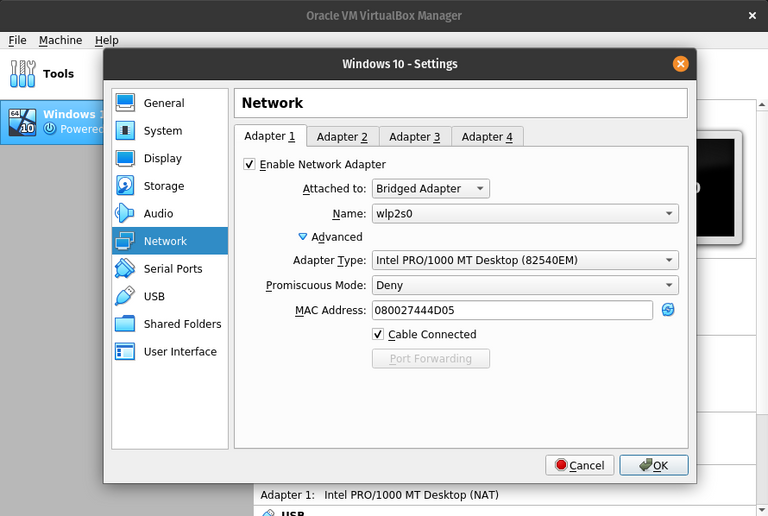 Oracle VM VirtualBox Manager
File Machine Help
Windows 10 - Settings
Tools
64
10
Windows 1
Powered
General
System
Display
Storage
Audio
Network
Serial Ports
USB
Shared Folders
User Interface
Network
Adapter 1 Adapter 2 Adapter 3 Adapter 4
Enable Network Adapter
Attached to: Bridged Adapter
Name: wlp2s0
Advanced
Adapter Type: Intel PRO/1000 MT Desktop (82540EM)
Promiscuous Mode: Deny
MAC Address: 080027444D05
Cable Connected
Port Forwarding
Cancel OK
Adapter 1: Intel PRO/1000 MT Desktop (NAT)
USB